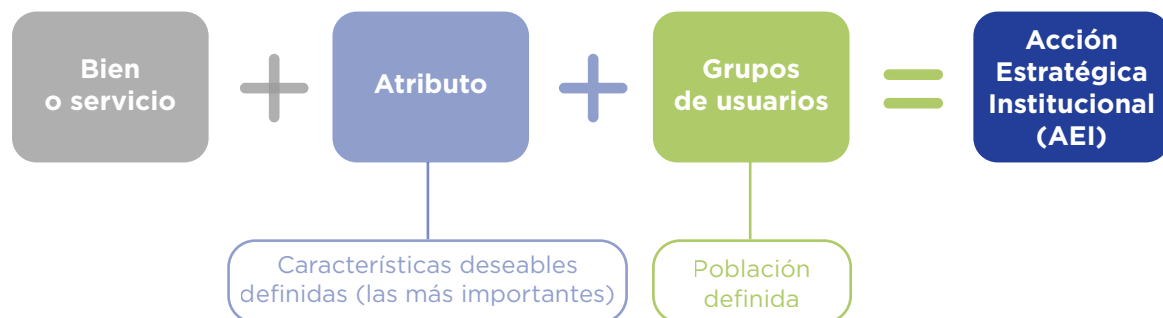 Bien
o servicio
Atributo
Grupos
de usuarios
Acción
Estratégica
Institucional
(AEI)
Características deseables
definidas (las más importantes)
Población
definida